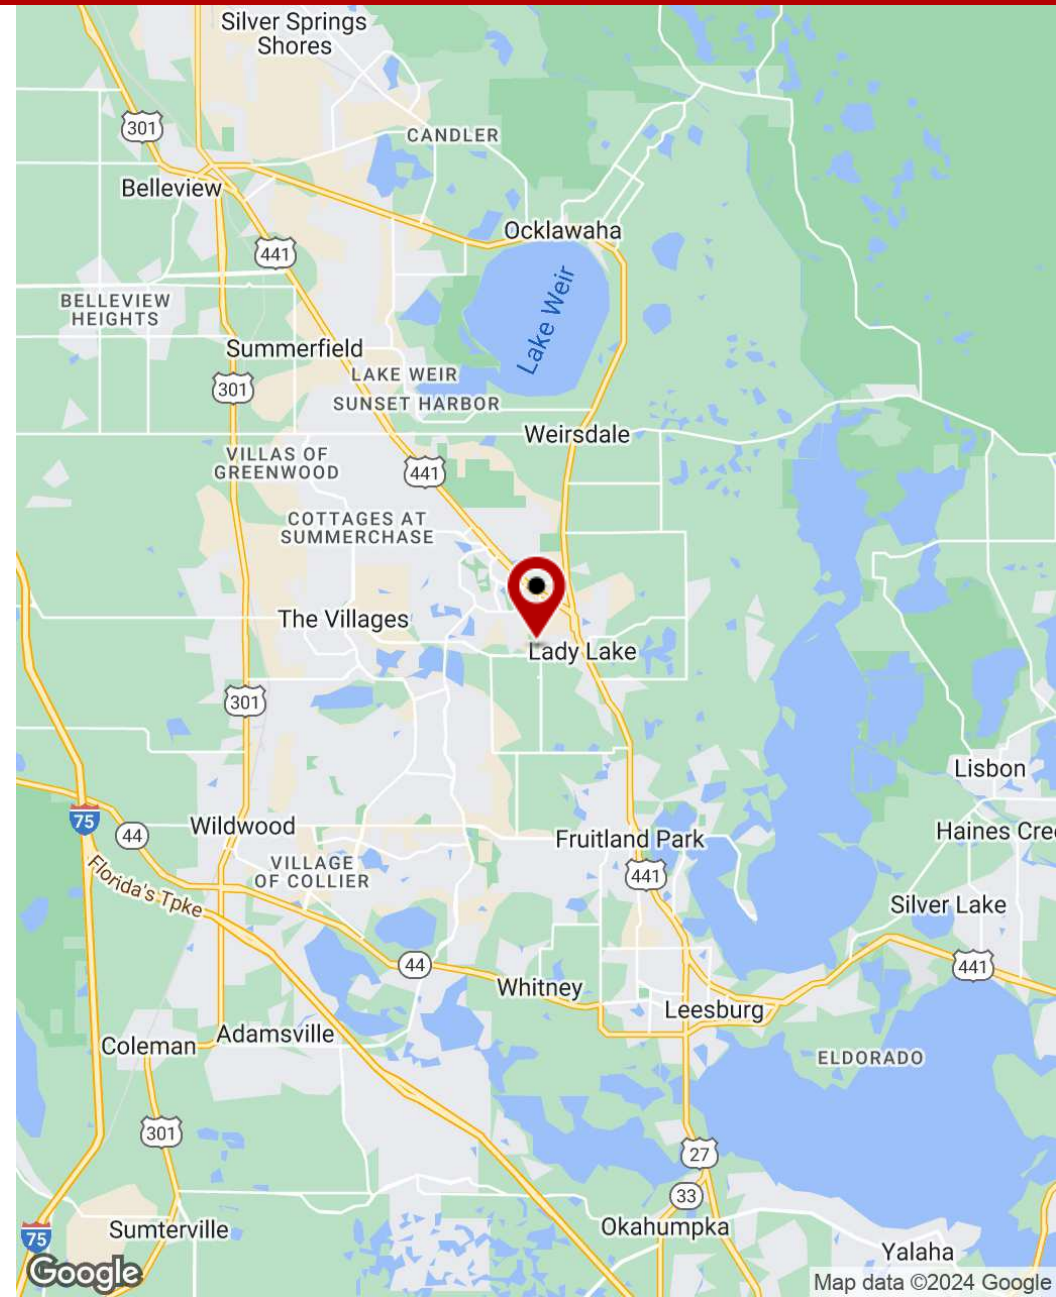 Silver Springs
Shores
301
CANDLER
Belleview
Ocklawaha
441
Lake Weir
BELLEVIEW
HEIGHTS
Summerfield
LAKE WEIR
301
SUNSET HARBOR
Weirsdale
VILLAS OF
GREENWOOD
441
COTTAGES AT
SUMMERCHASE
The Villages
Lady Lake
301
Lisbon
75
44
Wildwood
Fruitland Park
Haines Cre
VILLAGE
OF COLLIER
441
Florida's Tpke
Silver Lake
44
441
Whitney
Leesburg
Adamsville
Coleman
ELDORADO
301
27
33
Sumterville
Okahumpka
75
Yalaha
Google
Map data ©2024 Google